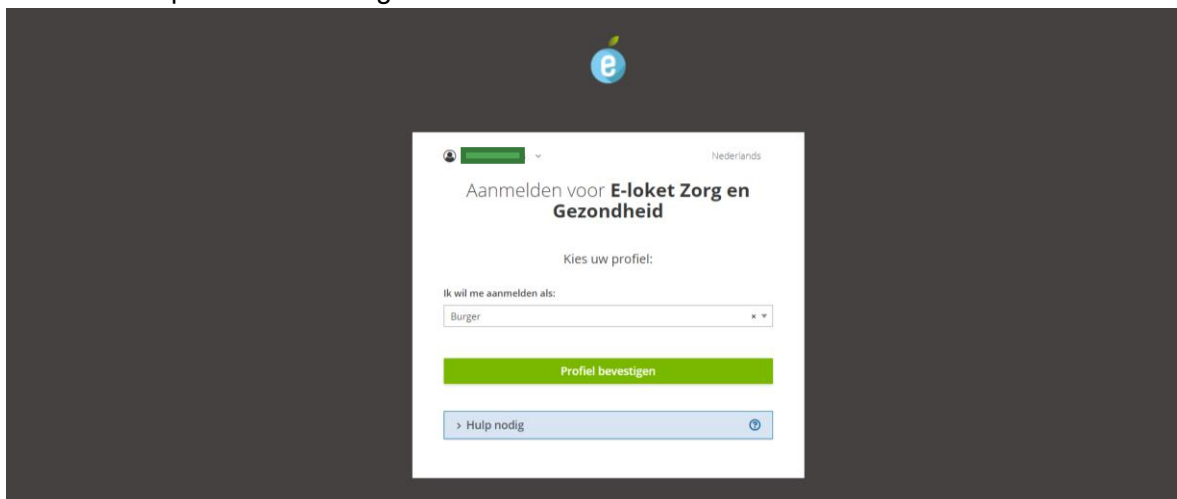 e
Nederlands
Aanmelden voor E-loket Zorg en
Gezondheid
Kies uw profiel:
Ik wil me aanmelden als:
Burger
Profiel bevestigen
> Hulp nodig